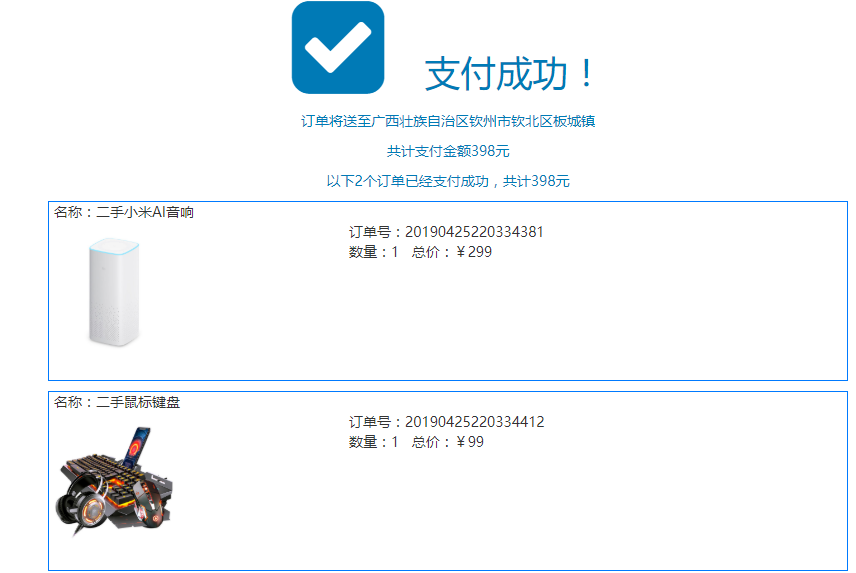 支付成功！
订单将送至广西壮族自治区钦州市钦北区板城镇
共计支付金额398元
以下2个订单已经支付成功，共计398元
名称：二手小米AI音响
订单号：20190425220334381
数量：1 总价：￥299
名称：二手鼠标键盘
订单号：20190425220334412
数量：1 总价：￥99